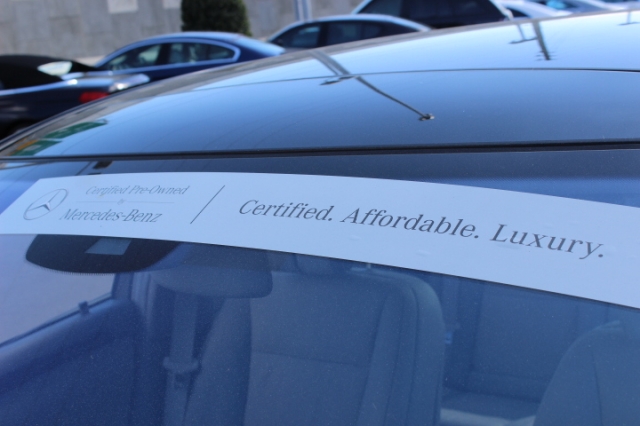 Certified Pre-Owned
by
Mercedes-Benz
Certified. Affordable. Luxury.